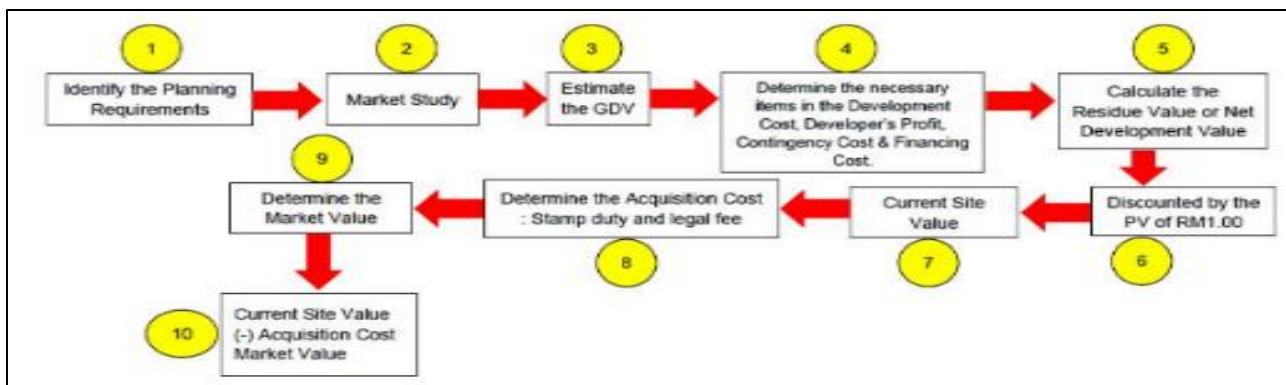 1
Identify the Planning
Requirements
2
Market Study
3
Estimate
the GDV
4
Determine the necessary
items in the Development
Cost, Developer's Profit,
Contingency Cost & Financing
Cost.
5
Calculate the
Residue Value or Net
Development Value
Discounted by the
PV of RM1.00
6
Current Site
Value
7
Determine the Acquisition Cost
: Stamp duty and legal fee
8
9
Determine the
Market Value
10
Current Site Value
(-) Acquisition Cost
Market Value